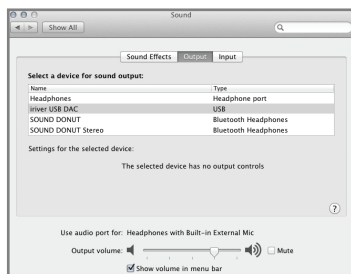 Sound
Show All
Sound Effects Output Input
Select a device for sound output:
Name Type
Headphones Headphone port
iriver USB DAC USB
SOUND DONUT Bluetooth Headphones
SOUND DONUT Stereo Bluetooth Headphones
Settings for the selected device:
The selected device has no output controls
?
Use audio port for: Headphones with Built-in External Mic
Output volume: Mute
Show volume in menu bar